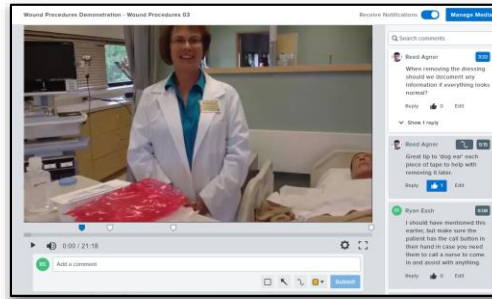 Wound Procedures Demonstration - Wound Procedures 03
Receive Notifications
Manage Media
Search comments
Reed Agner
3:32
When removing the dressing
should we document any
information if everything looks
normal?
Reply 0 Edit
Show 1 reply
Reed Agner
Great tip to 'dog ear' each
piece of tape to help with
removing it later.
Reply 1 Edit
Ryan Eash
I should have mentioned this
earlier, but make sure the
patient has the call button in
their hand in case you need
them to call a nurse to come
in and assist with anything.
Reply 0 Edit
0:00 / 21:18
Add a comment
Submit